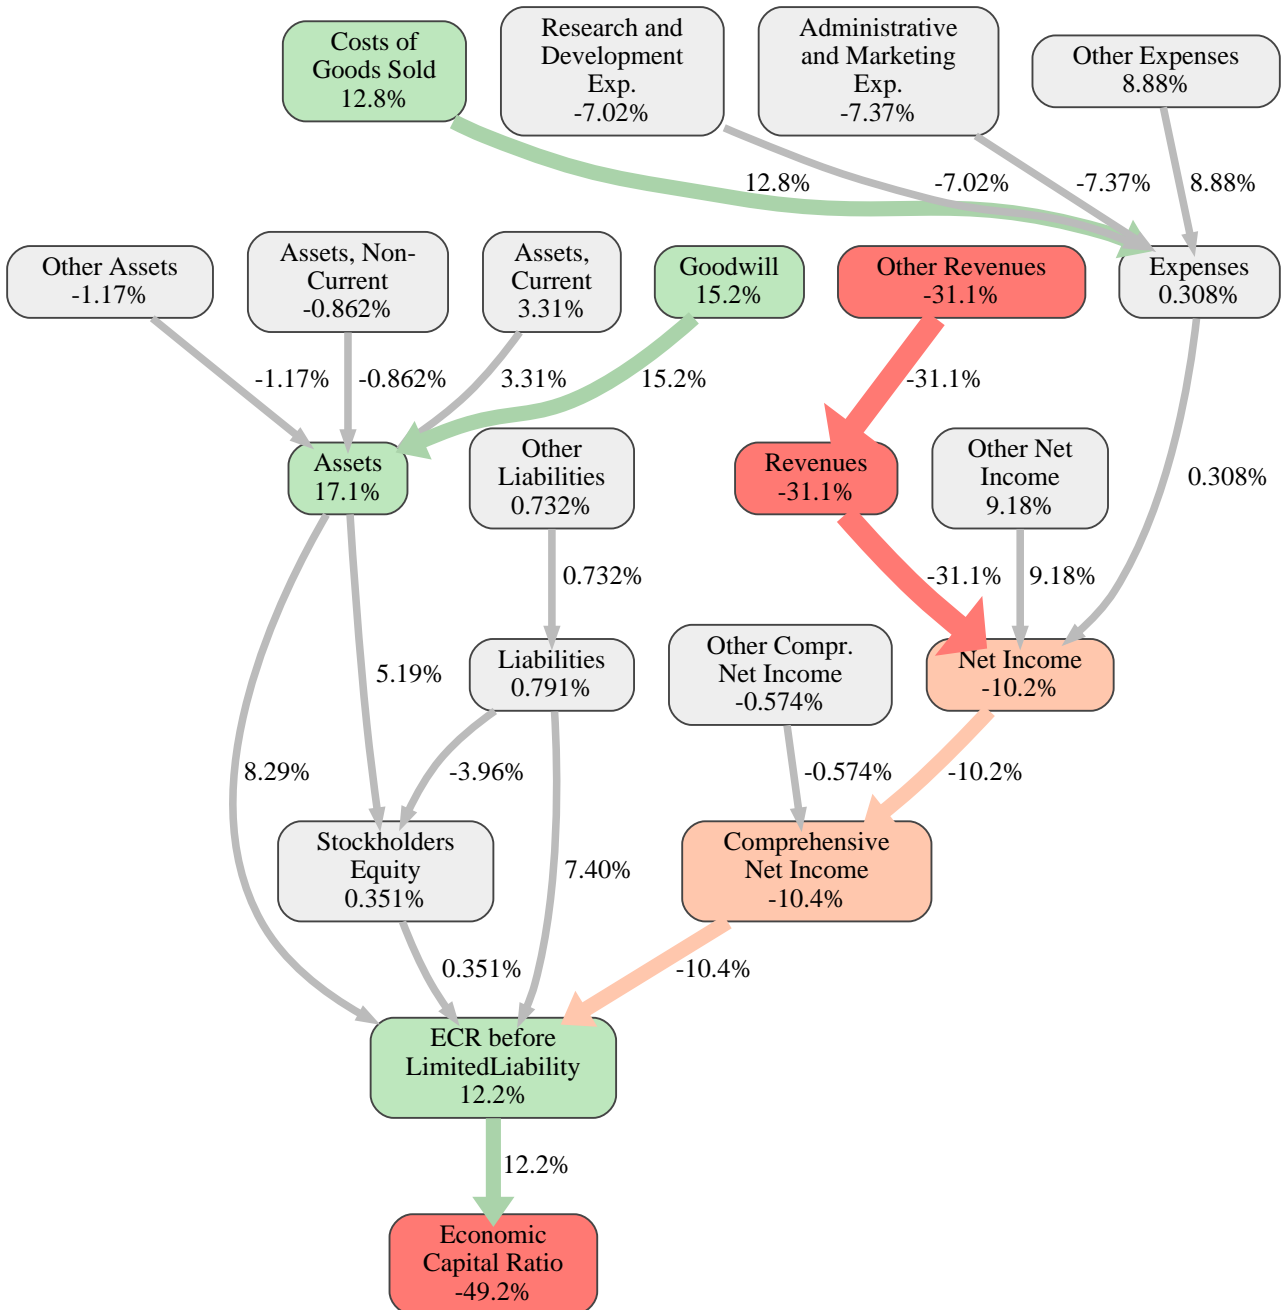 Costs of
Goods Sold
12.8%
Research and
Development
Exp.
-7.02%
Administrative
and Marketing
Exp.
-7.37%
Other Expenses
8.88%
12.8%
-7.02%
-7.37%
8.88%
Other Assets
-1.17%
Assets, Non-
Current
-0.862%
Assets,
Current
3.31%
Goodwill
15.2%
Other Revenues
-31.1%
Expenses
0.308%
-1.17%
-0.862%
3.31%
15.2%
-31.1%
Assets
17.1%
Other
Liabilities
0.732%
Revenues
-31.1%
Other Net
Income
9.18%
0.308%
0.732%
-31.1%
9.18%
5.19%
Liabilities
0.791%
Other Compr.
Net Income
-0.574%
Net Income
-10.2%
8.29%
-3.96%
-0.574%
-10.2%
Stockholders
Equity
0.351%
7.40%
Comprehensive
Net Income
-10.4%
0.351%
-10.4%
ECR before
LimitedLiability
12.2%
12.2%
Economic
Capital Ratio
-49.2%